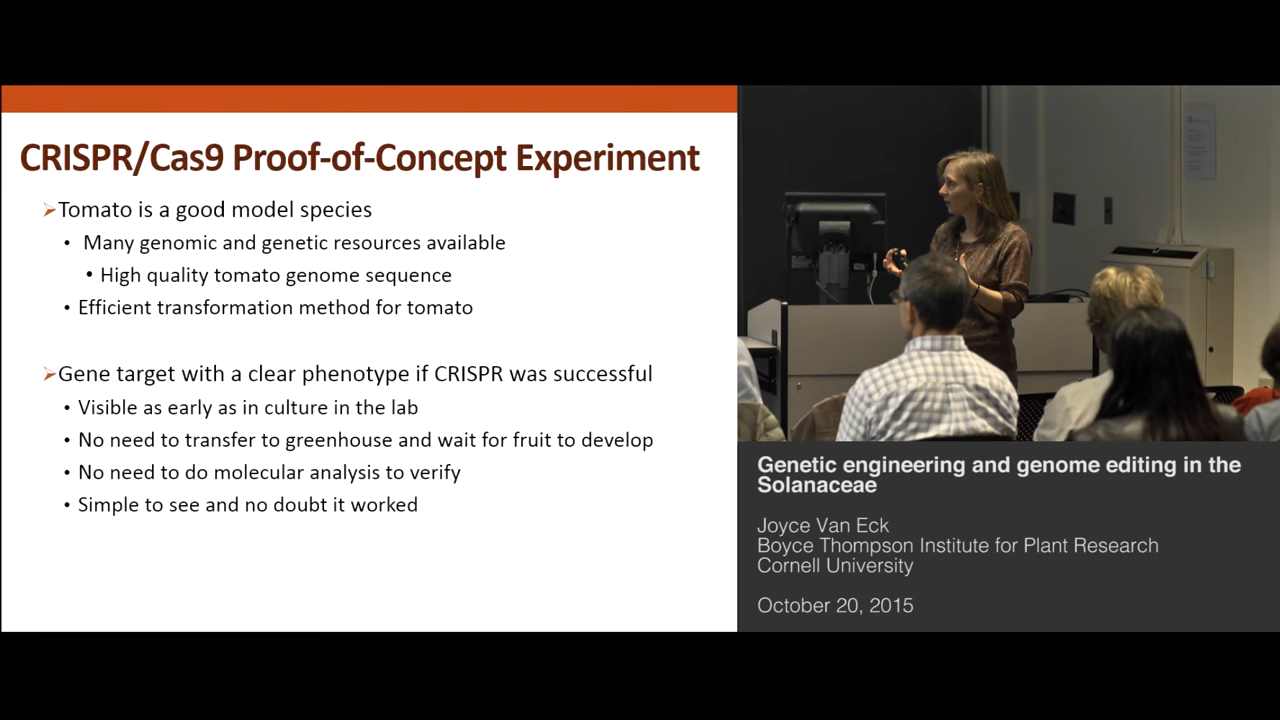 CRISPR/Cas9 Proof-of-Concept Experiment
➢Tomato is a good model species
• Many genomic and genetic resources available
• High quality tomato genome sequence
• Efficient transformation method for tomato
➢Gene target with a clear phenotype if CRISPR was successful
• Visible as early as in culture in the lab
• No need to transfer to greenhouse and wait for fruit to develop
• No need to do molecular analysis to verify
• Simple to see and no doubt it worked
Genetic engineering and genome editing in the
Solanaceae
Joyce Van Eck
Boyce Thompson Institute for Plant Research
Cornell University
October 20, 2015